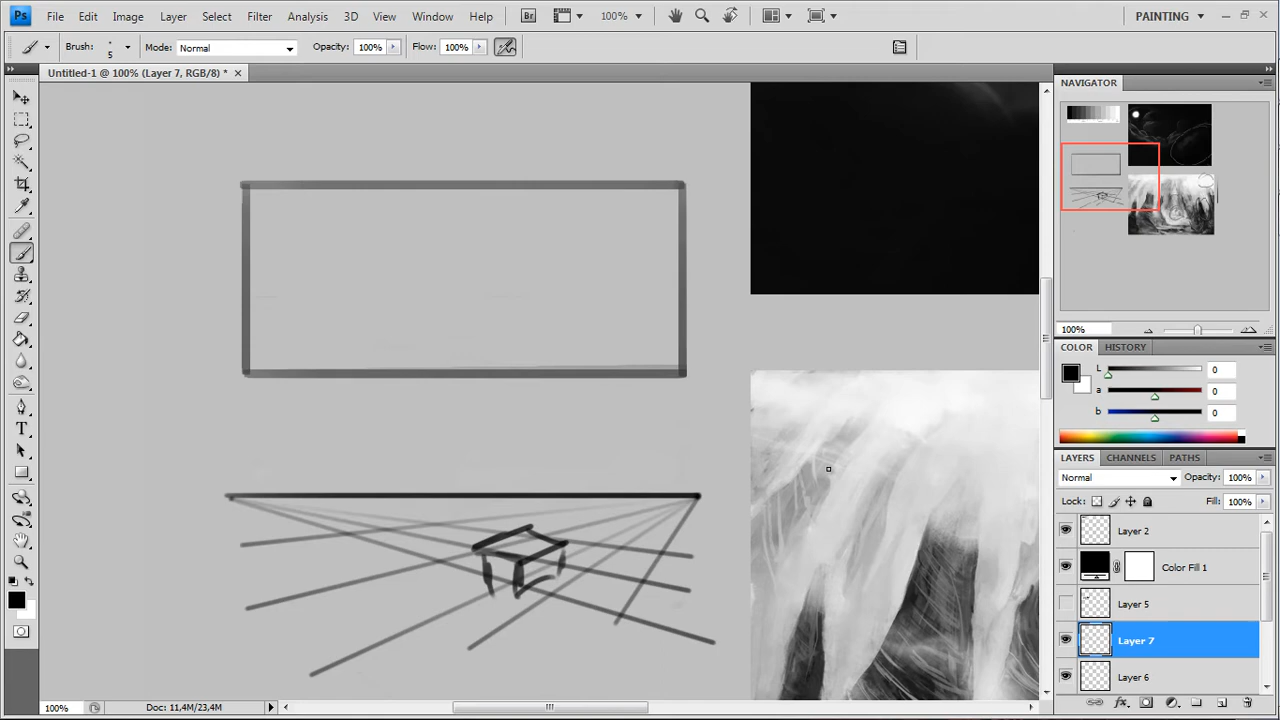 Ps File Edit Image Layer Select Filter Analysis 3D View Window Help Br 100% PAINTING
Brush: 5 Mode: Normal Opacity: 100% Flow: 100%
Untitled-1 @ 100% (Layer 7, RGB/8) *
NAVIGATOR
100%
COLOR HISTORY
L 0
a 0
b 0
LAYERS CHANNELS PATHS
Normal Opacity: 100%
Lock: Fill: 100%
Layer 2
Color Fill 1
Layer 5
Layer 7
Layer 6
100% Doc: 11,4M/23,4M